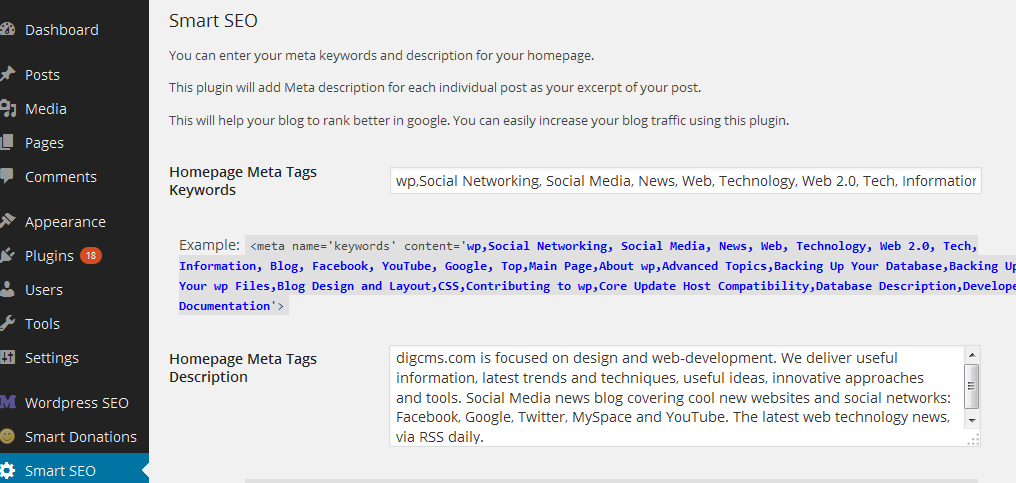 Dashboard
Posts
Media
Pages
Comments
Appearance
Plugins 18
Users
Tools
Settings
Wordpress SEO
Smart Donations
Smart SEO
Smart SEO
You can enter your meta keywords and description for your homepage.
This plugin will add Meta description for each individual post as your excerpt of your post.
This will help your blog to rank better in google. You can easily increase your blog traffic using this plugin.
Homepage Meta Tags
Keywords
wp,Social Networking, Social Media, News, Web, Technology, Web 2.0, Tech, Information
Example: <meta name='keywords' content='wp,Social Networking, Social Media, News, Web, Technology, Web 2.0, Tech,
Information, Blog, Facebook, YouTube, Google, Top,Main Page,About wp,Advanced Topics,Backing Up Your Database,Backing Up
Your wp Files,Blog Design and Layout,CSS,Contributing to wp,Core Update Host Compatibility,Database Description,Develope
Documentation'>
Homepage Meta Tags
Description
digcms.com is focused on design and web-development. We deliver useful
information, latest trends and techniques, useful ideas, innovative approaches
and tools. Social Media news blog covering cool new websites and social networks:
Facebook, Google, Twitter, MySpace and YouTube. The latest web technology news,
via RSS daily.